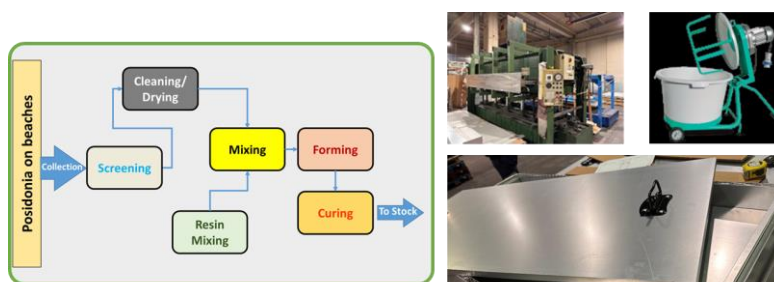 Posidonia on beaches
Collection
Screening
Cleaning/
Drying
Mixing
Resin
Mixing
Forming
Curing
To Stock